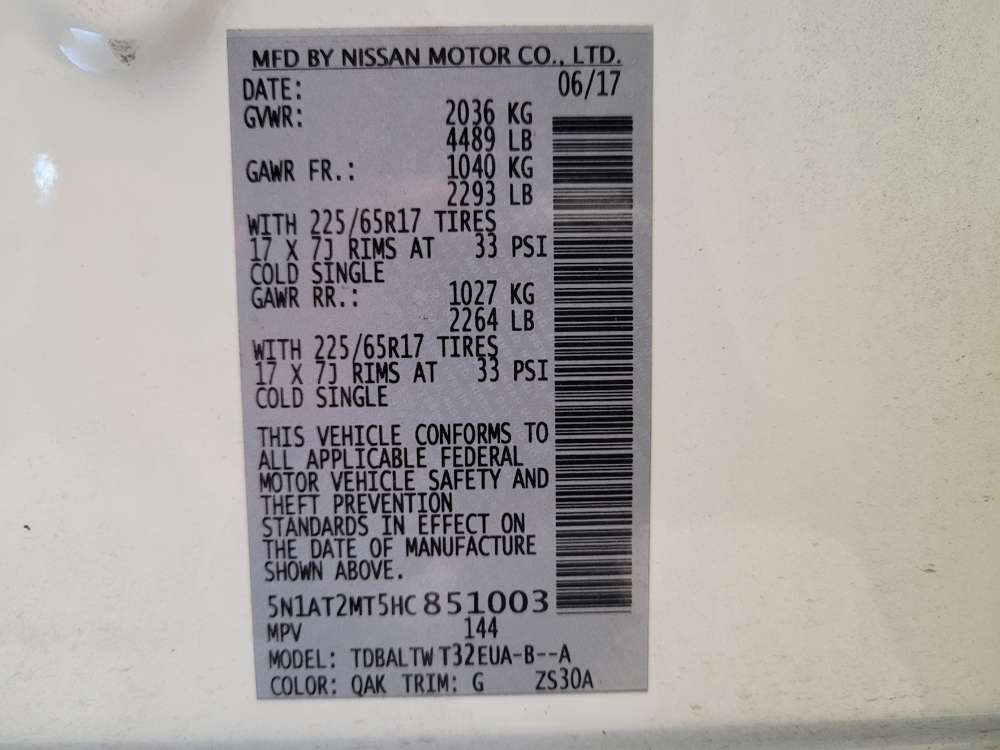 MFD BY NISSAN MOTOR CO., LTD.
DATE: 06/17
GVWR: 2036 KG
4489 LB
GAWR FR.: 1040 KG
2293 LB
WITH 225/65R17 TIRES
17 X 7J RIMS AT 33 PSI
COLD SINGLE
GAWR RR.: 1027 KG
2264 LB
WITH 225/65R17 TIRES
17 X 7J RIMS AT 33 PSI
COLD SINGLE
THIS VEHICLE CONFORMS TO
ALL APPLICABLE FEDERAL
MOTOR VEHICLE SAFETY AND
THEFT PREVENTION
STANDARDS IN EFFECT ON
THE DATE OF MANUFACTURE
SHOWN ABOVE.
5N1AT2MT5HC851003
MPV 144
MODEL: TDBALTW T32EUA-B--A
COLOR: QAK TRIM: G ZS30A